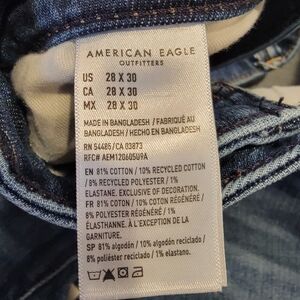 AMERICAN EAGLE
OUTFITTERS
US 28 X 30
CA 28 X 30
MX 28 X 30
MADE IN BANGLADESH / FABRIQUÉ AU
BANGLADESH / HECHO EN BANGLADESH
RN 54485 / CA 03873
RFC# AEM120605U9A
EN 81% COTTON / 10% RECYCLED COTTON
/ 8% RECYCLED POLYESTER / 1%
ELASTANE. EXCLUSIVE OF DECORATION.
FR 81% COTON / 10% COTON RÉGÉNÉRÉ /
8% POLYESTER RÉGÉNÉRÉ / 1%
ÉLASTHANNE. À L'EXCEPTION DE LA
GARNITURE.
SP 81% algodón / 10% algodón reciclado /
8% poliéster reciclado / 1% elastano.